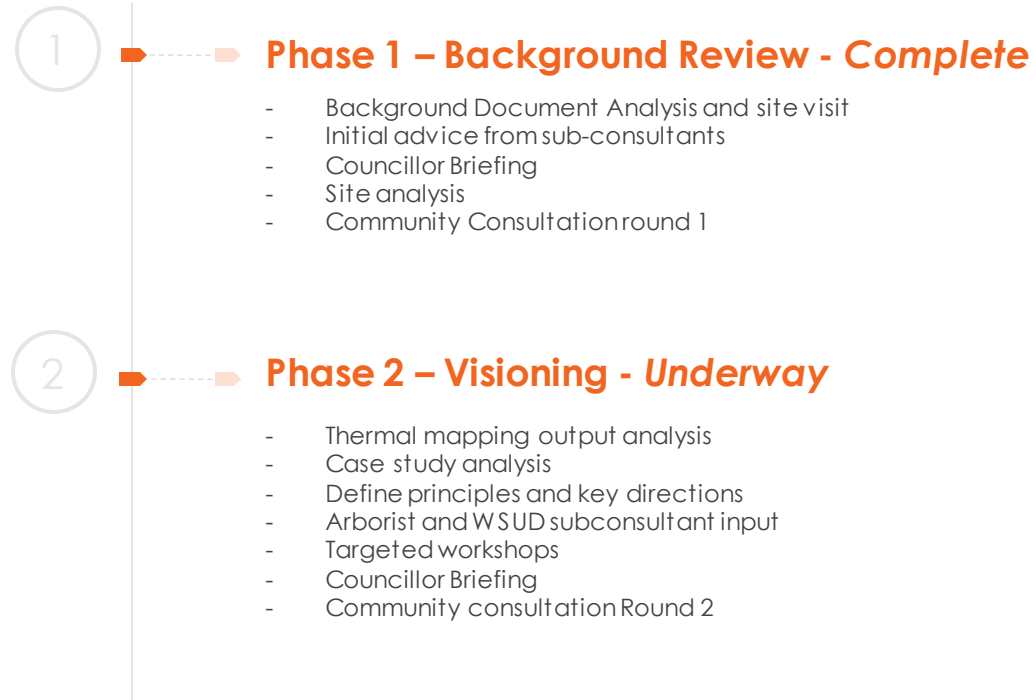 1
Phase 1 – Background Review - Complete
- Background Document Analysis and site visit
- Initial advice from sub-consultants
- Councillor Briefing
- Site analysis
- Community Consultation round 1
2
Phase 2 – Visioning - Underway
- Thermal mapping output analysis
- Case study analysis
- Define principles and key directions
- Arborist and WSUD subconsultant input
- Targeted workshops
- Councillor Briefing
- Community consultation Round 2